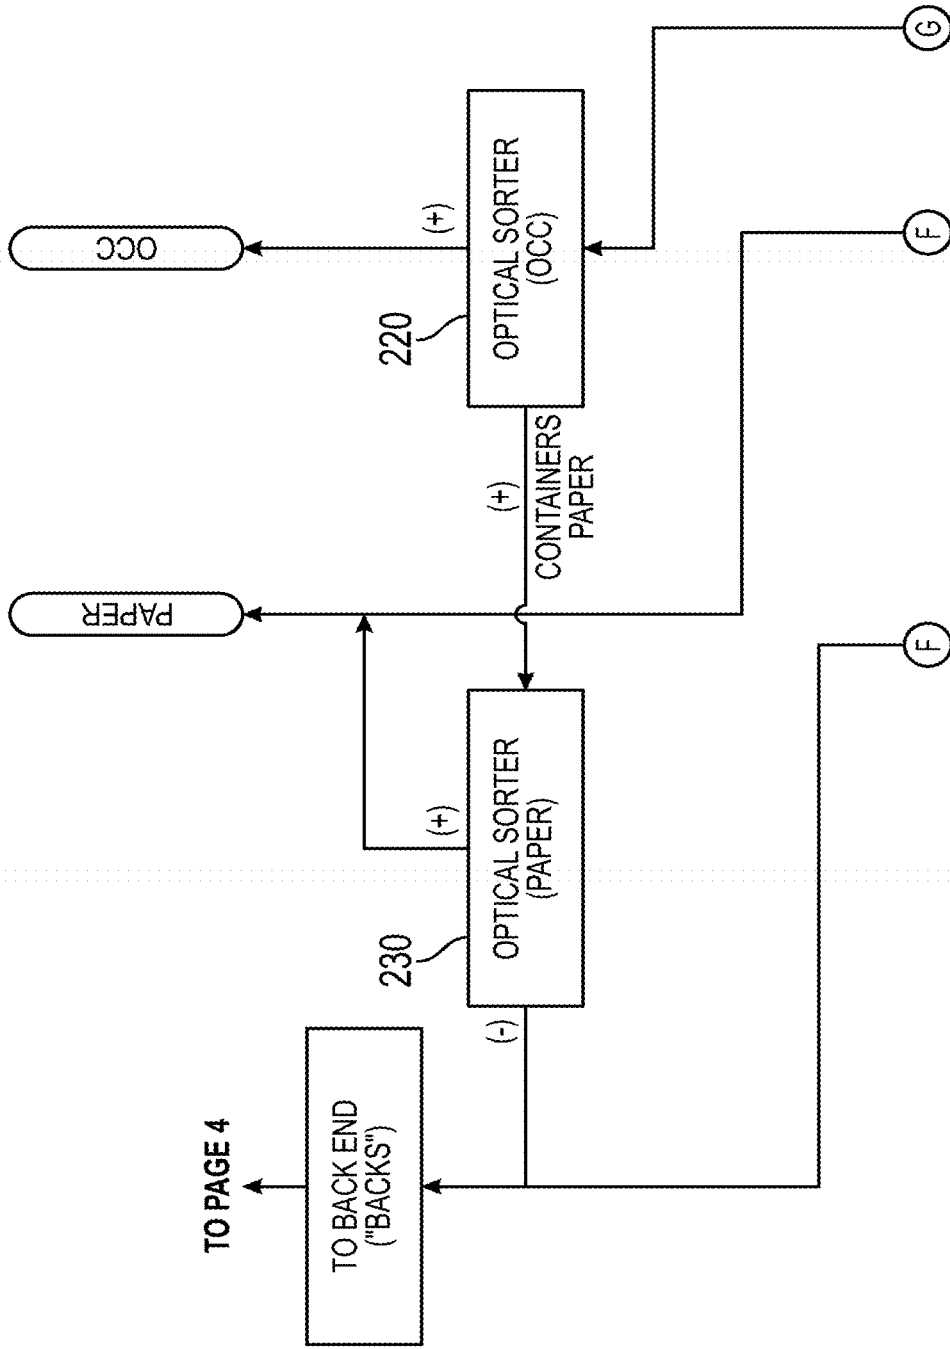 PAPER
OCC
TO PAGE 4
TO BACK END
("BACKS")
230
220
(+)
(+)
(-)
OPTICAL SORTER
(PAPER)
(+)
CONTAINERS
PAPER
OPTICAL SORTER
(OCC)
F
F
G